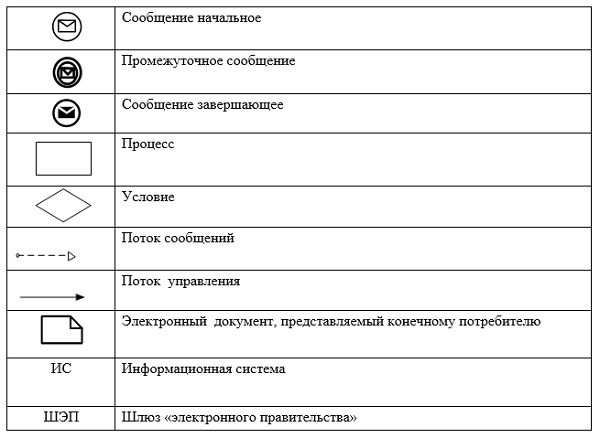 Сообщение начальное
Промежуточное сообщение
Сообщение завершающее
Процесс
Условие
Поток сообщений
Поток управления
Электронный документ, представляемый конечному потребителю
ИС Информационная система
ШЭП Шлюз «электронного правительства»